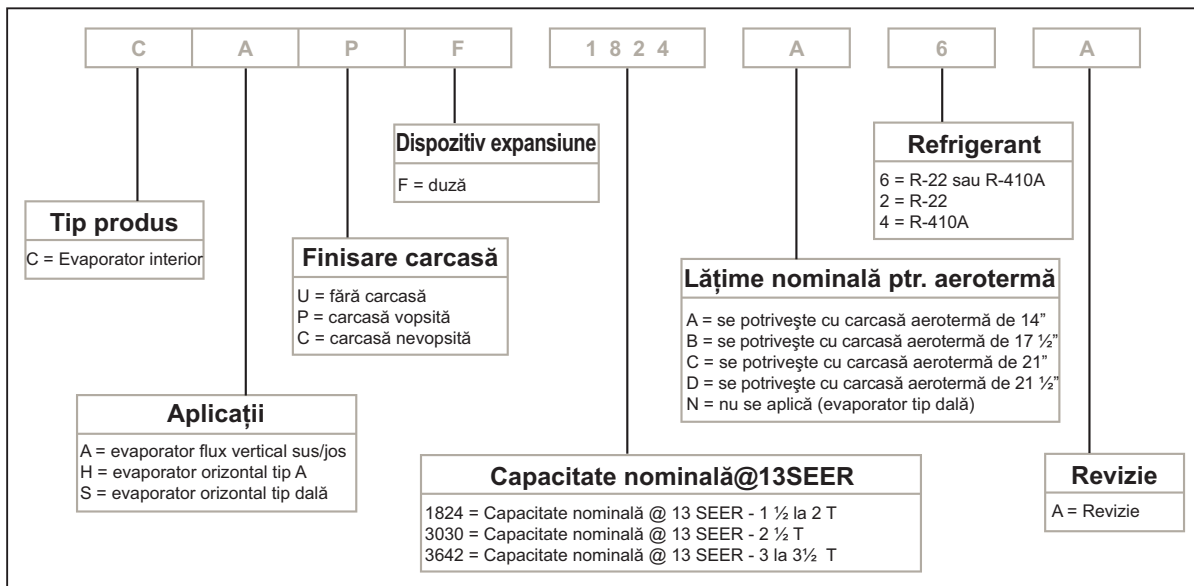 C A P F 1 8 2 4 A 6 A
Dispozitiv expansiune
F = duză
Refrigerant
6 = R-22 sau R-410A
2 = R-22
4 = R-410A
Tip produs
C = Evaporator interior
Finisare carcasă
U = fără carcasă
P = carcasă vopsită
C = carcasă nevopsită
Lățime nominală ptr. aerotermă
A = se potriveşte cu carcasă aerotermă de 14”
B = se potriveşte cu carcasă aerotermă de 17 ½”
C = se potriveşte cu carcasă aerotermă de 21”
D = se potriveşte cu carcasă aerotermă de 21 ½”
N = nu se aplică (evaporator tip dală)
Aplicații
A = evaporator flux vertical sus/jos
H = evaporator orizontal tip A
S = evaporator orizontal tip dală
Capacitate nominală@13SEER
1824 = Capacitate nominală @ 13 SEER - 1 ½ la 2 T
3030 = Capacitate nominală @ 13 SEER - 2 ½ T
3642 = Capacitate nominală @ 13 SEER - 3 la 3½ T
Revizie
A = Revizie